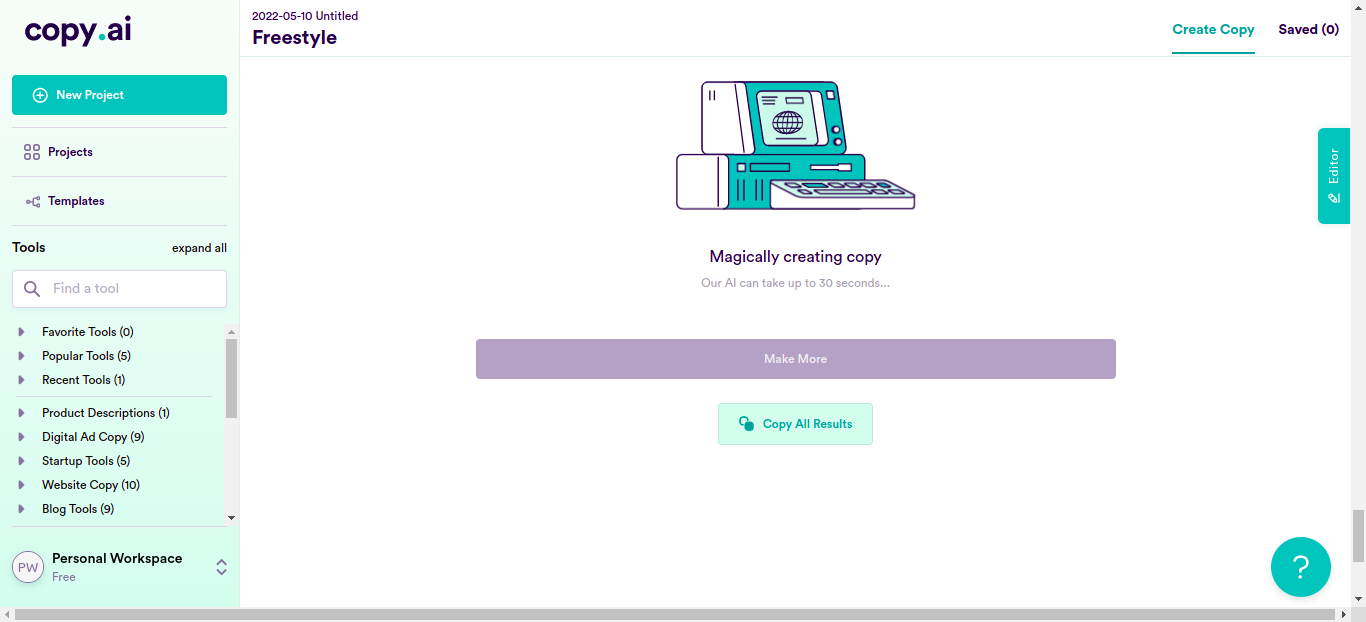 copy.ai
New Project
Projects
Templates
Tools
expand all
Find a tool
Favorite Tools (0)
Popular Tools (5)
Recent Tools (1)
Product Descriptions (1)
Digital Ad Copy (9)
Startup Tools (5)
Website Copy (10)
Blog Tools (9)
PW
Personal Workspace
Free
2022-05-10 Untitled
Freestyle
Create Copy
Saved (0)
Magically creating copy
Our AI can take up to 30 seconds...
Make More
Copy All Results
Editor
?